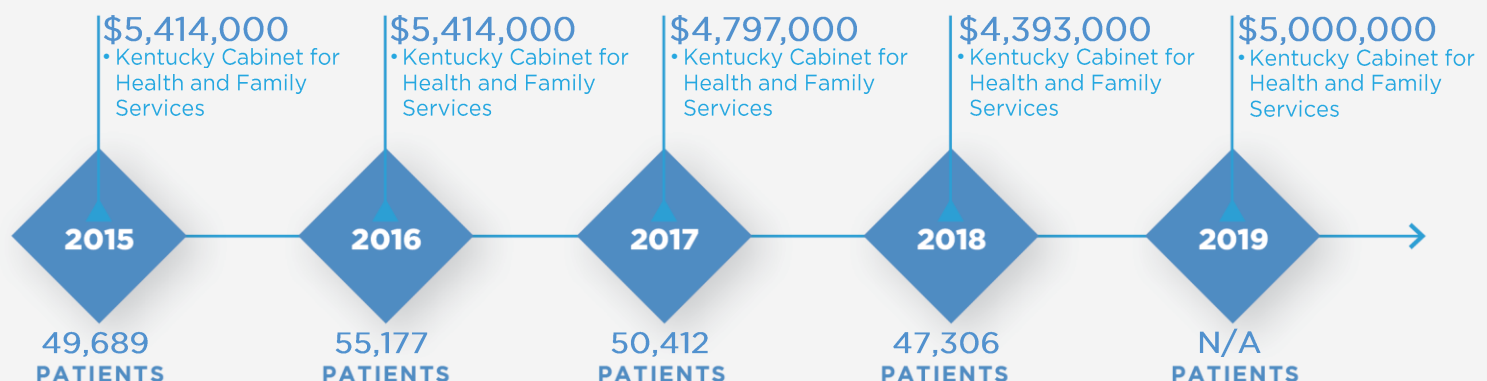 $5,414,000
• Kentucky Cabinet for
Health and Family
Services
$5,414,000
• Kentucky Cabinet for
Health and Family
Services
$4,797,000
• Kentucky Cabinet for
Health and Family
Services
$4,393,000
• Kentucky Cabinet for
Health and Family
Services
$5,000,000
• Kentucky Cabinet for
Health and Family
Services
2015
2016
2017
2018
2019
49,689
PATIENTS
55,177
PATIENTS
50,412
PATIENTS
47,306
PATIENTS
N/A
PATIENTS